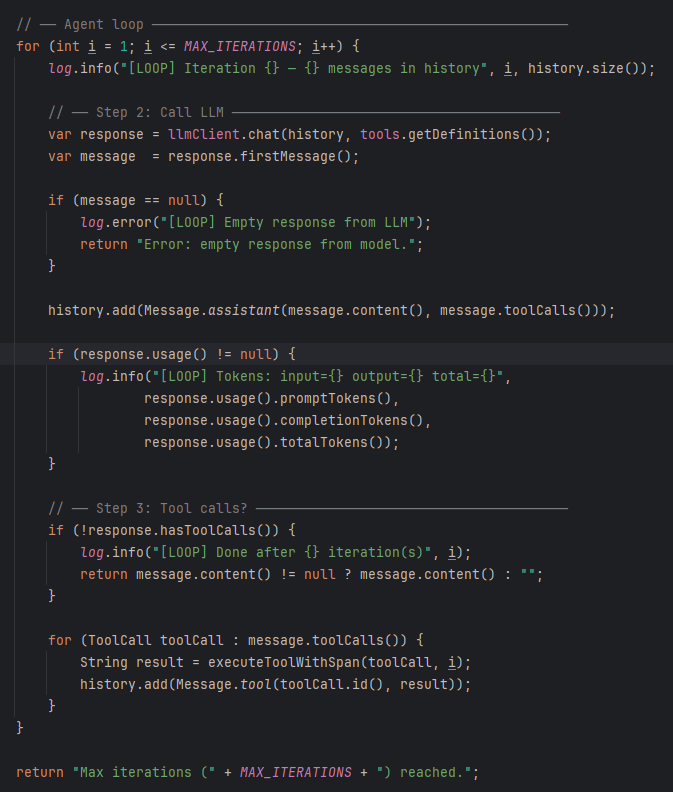 // —— Agent loop ————————————————————————————————————————————————————
for (int i = 1; i <= MAX_ITERATIONS; i++) {
    log.info("[LOOP] Iteration {} — {} messages in history", i, history.size());

    // —— Step 2: Call LLM —————————————————————————————————————————
    var response = llmClient.chat(history, tools.getDefinitions());
    var message  = response.firstMessage();

    if (message == null) {
        log.error("[LOOP] Empty response from LLM");
        return "Error: empty response from model.";
    }

    history.add(Message.assistant(message.content(), message.toolCalls()));

    if (response.usage() != null) {
        log.info("[LOOP] Tokens: input={} output={} total={}",
                response.usage().promptTokens(),
                response.usage().completionTokens(),
                response.usage().totalTokens());
    }

    // —— Step 3: Tool calls? ———————————————————————————————————————
    if (!response.hasToolCalls()) {
        log.info("[LOOP] Done after {} iteration(s)", i);
        return message.content() != null ? message.content() : "";
    }

    for (ToolCall toolCall : message.toolCalls()) {
        String result = executeToolWithSpan(toolCall, i);
        history.add(Message.tool(toolCall.id(), result));
    }
}

return "Max iterations (" + MAX_ITERATIONS + ") reached.";